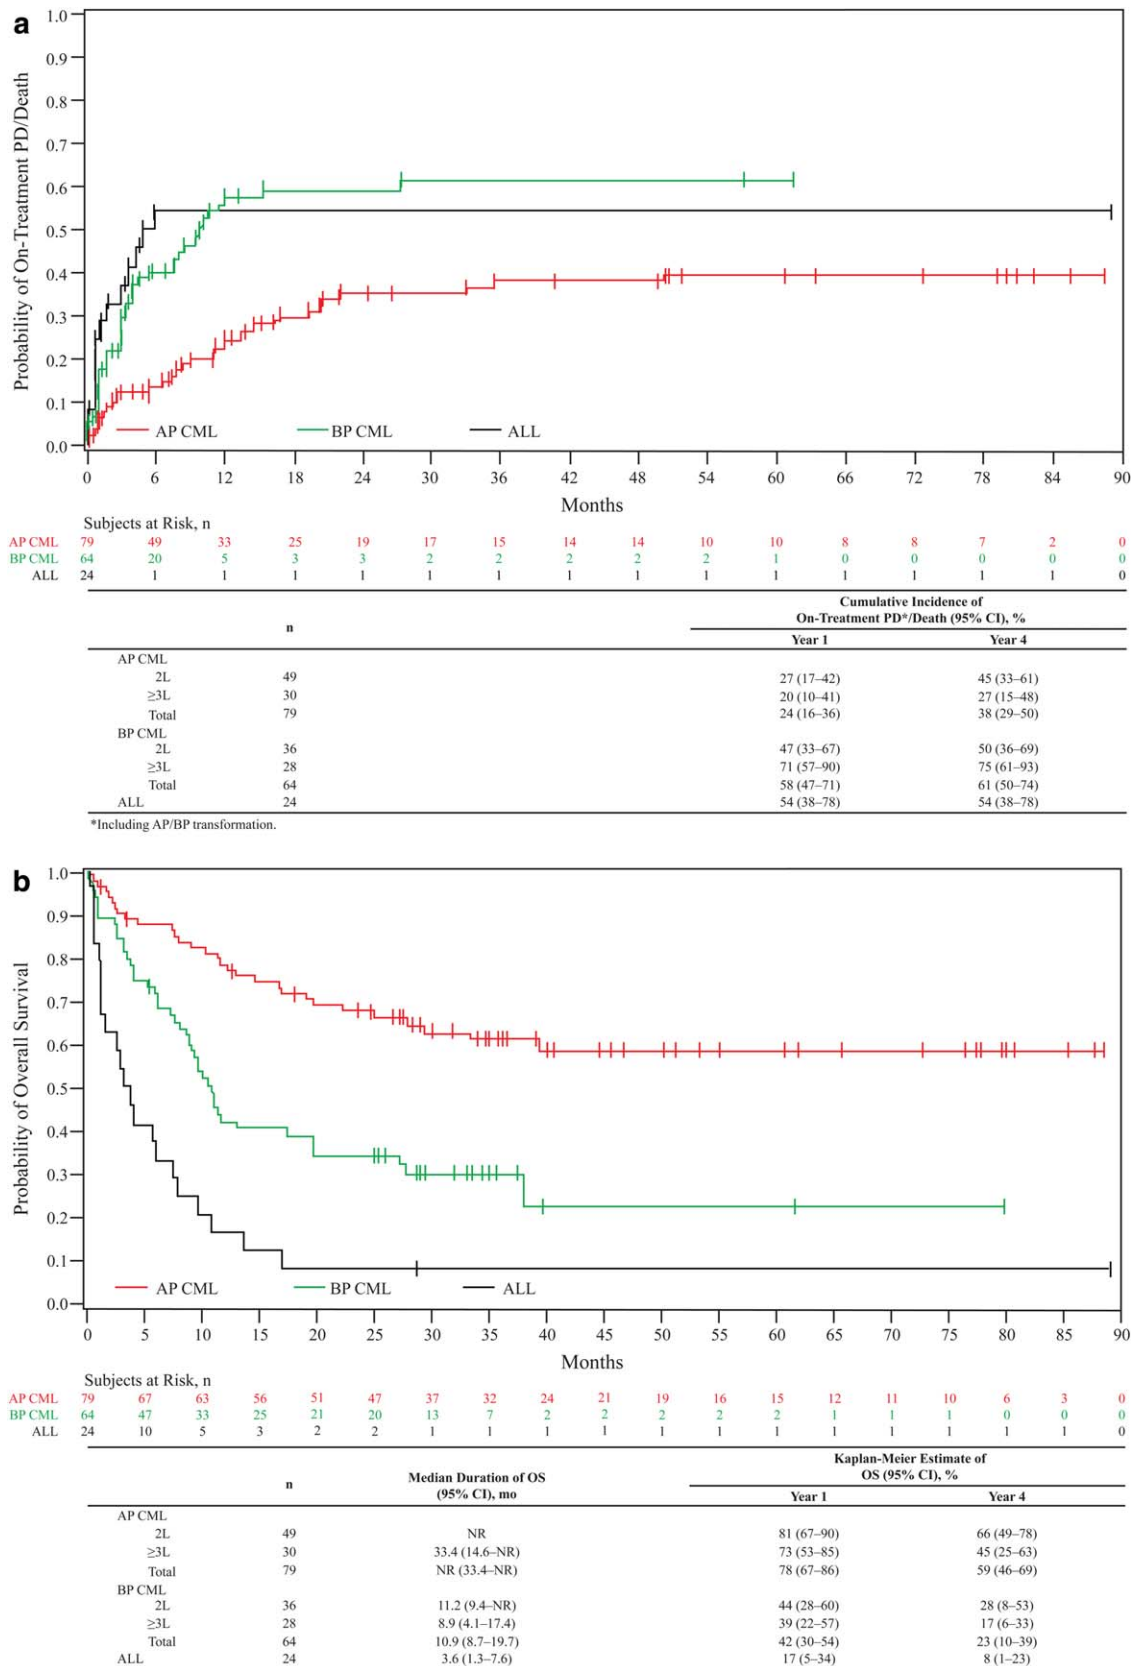 a
1.0
0.9
0.8
0.7
0.6
0.5
0.4
0.3
0.2
0.1
0.0
Probability of On-Treatment PD/Death
AP CML BP CML ALL
0 6 12 18 24 30 36 42 48 54 60 66 72 78 84 90
Months
Subjects at Risk, n
AP CML 79 49 33 25 19 17 15 14 14 10 10 8 8 7 2 0
BP CML 64 20 5 3 3 2 2 2 2 2 1 0 0 0 0 0
ALL 24 1 1 1 1 1 1 1 1 1 1 1 1 1 1 0
Cumulative Incidence of
On-Treatment PD*/Death (95% CI), %
n
Year 1 Year 4
AP CML
2L 49 27 (17–42) 45 (33–61)
≥3L 30 20 (10–41) 27 (15–48)
Total 79 24 (16–36) 38 (29–50)
BP CML
2L 36 47 (33–67) 50 (36–69)
≥3L 28 71 (57–90) 75 (61–93)
Total 64 58 (47–71) 61 (50–74)
ALL 24 54 (38–78) 54 (38–78)
*Including AP/BP transformation.
b
1.0
0.9
0.8
0.7
0.6
0.5
0.4
0.3
0.2
0.1
0.0
Probability of Overall Survival
AP CML BP CML ALL
0 5 10 15 20 25 30 35 40 45 50 55 60 65 70 75 80 85 90
Months
Subjects at Risk, n
AP CML 79 67 63 56 51 47 37 32 24 21 19 16 15 12 11 10 6 3 0
BP CML 64 47 33 25 21 20 13 7 2 2 2 2 2 1 1 1 0 0 0
ALL 24 10 5 3 2 2 1 1 1 1 1 1 1 1 1 1 1 1 0
Kaplan-Meier Estimate of
OS (95% CI), %
n
Median Duration of OS
(95% CI), mo
Year 1 Year 4
AP CML
2L 49 NR 81 (67–90) 66 (49–78)
≥3L 30 33.4 (14.6–NR) 73 (53–85) 45 (25–63)
Total 79 NR (33.4–NR) 78 (67–86) 59 (46–69)
BP CML
2L 36 11.2 (9.4–NR) 44 (28–60) 28 (8–53)
≥3L 28 8.9 (4.1–17.4) 39 (22–57) 17 (6–33)
Total 64 10.9 (8.7–19.7) 42 (30–54) 23 (10–39)
ALL 24 3.6 (1.3–7.6) 17 (5–34) 8 (1–23)